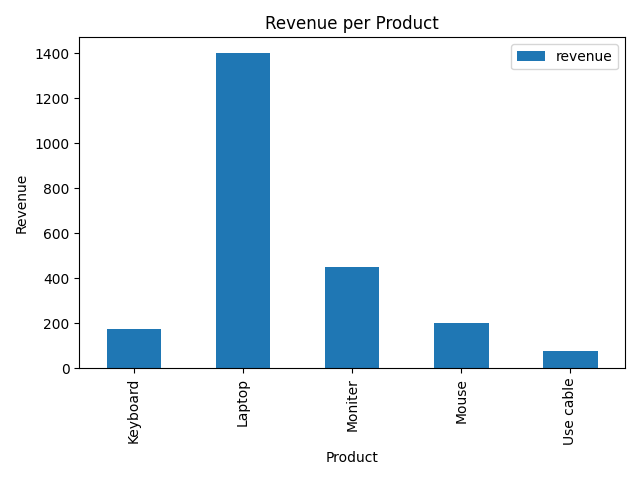 Revenue per Product
revenue
1400
1200
1000
800
600
400
200
0
Revenue
Keyboard
Laptop
Moniter
Mouse
Use cable
Product